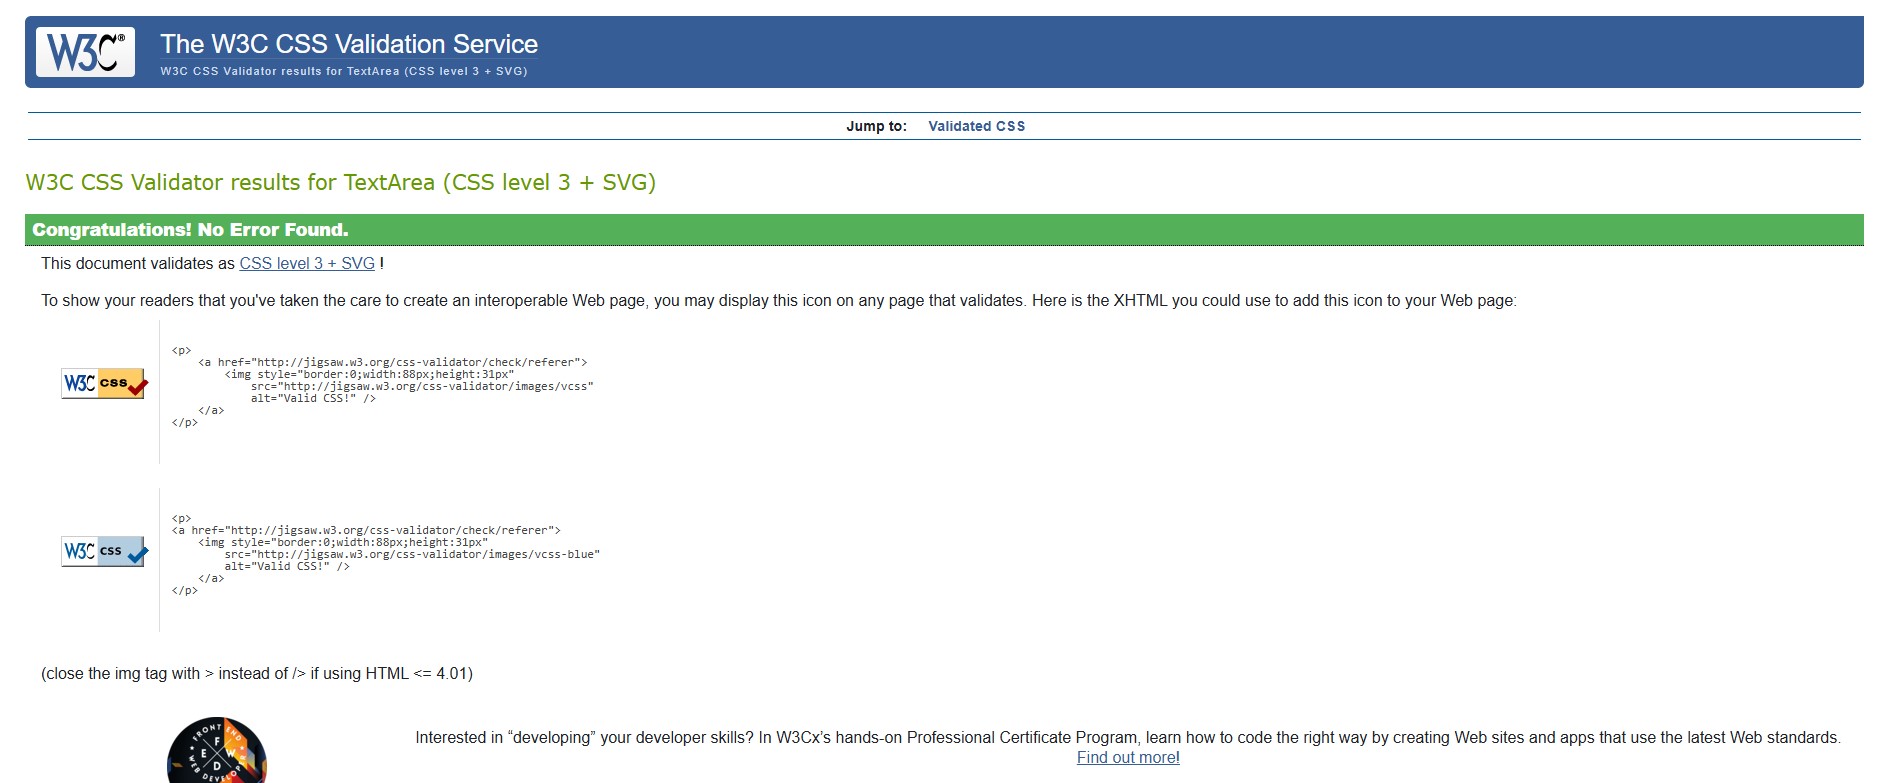 W3C®
The W3C CSS Validation Service
W3C CSS Validator results for TextArea (CSS level 3 + SVG)
Jump to: Validated CSS
W3C CSS Validator results for TextArea (CSS level 3 + SVG)
Congratulations! No Error Found.
This document validates as CSS level 3 + SVG !
To show your readers that you've taken the care to create an interoperable Web page, you may display this icon on any page that validates. Here is the XHTML you could use to add this icon to your Web page:
W3C css
<p>
<a href="http://jigsaw.w3.org/css-validator/check/referer">
<img style="border:0;width:88px;height:31px"
src="http://jigsaw.w3.org/css-validator/images/vcss"
alt="Valid CSS!" />
</a>
</p>
W3C css
<p>
<a href="http://jigsaw.w3.org/css-validator/check/referer">
<img style="border:0;width:88px;height:31px"
src="http://jigsaw.w3.org/css-validator/images/vcss-blue"
alt="Valid CSS!" />
</a>
</p>
(close the img tag with > instead of /> if using HTML <= 4.01)
FRONT END
F
E W
D
WEB DEVELOP
Interested in “developing” your developer skills? In W3Cx’s hands-on Professional Certificate Program, learn how to code the right way by creating Web sites and apps that use the latest Web standards.
Find out more!